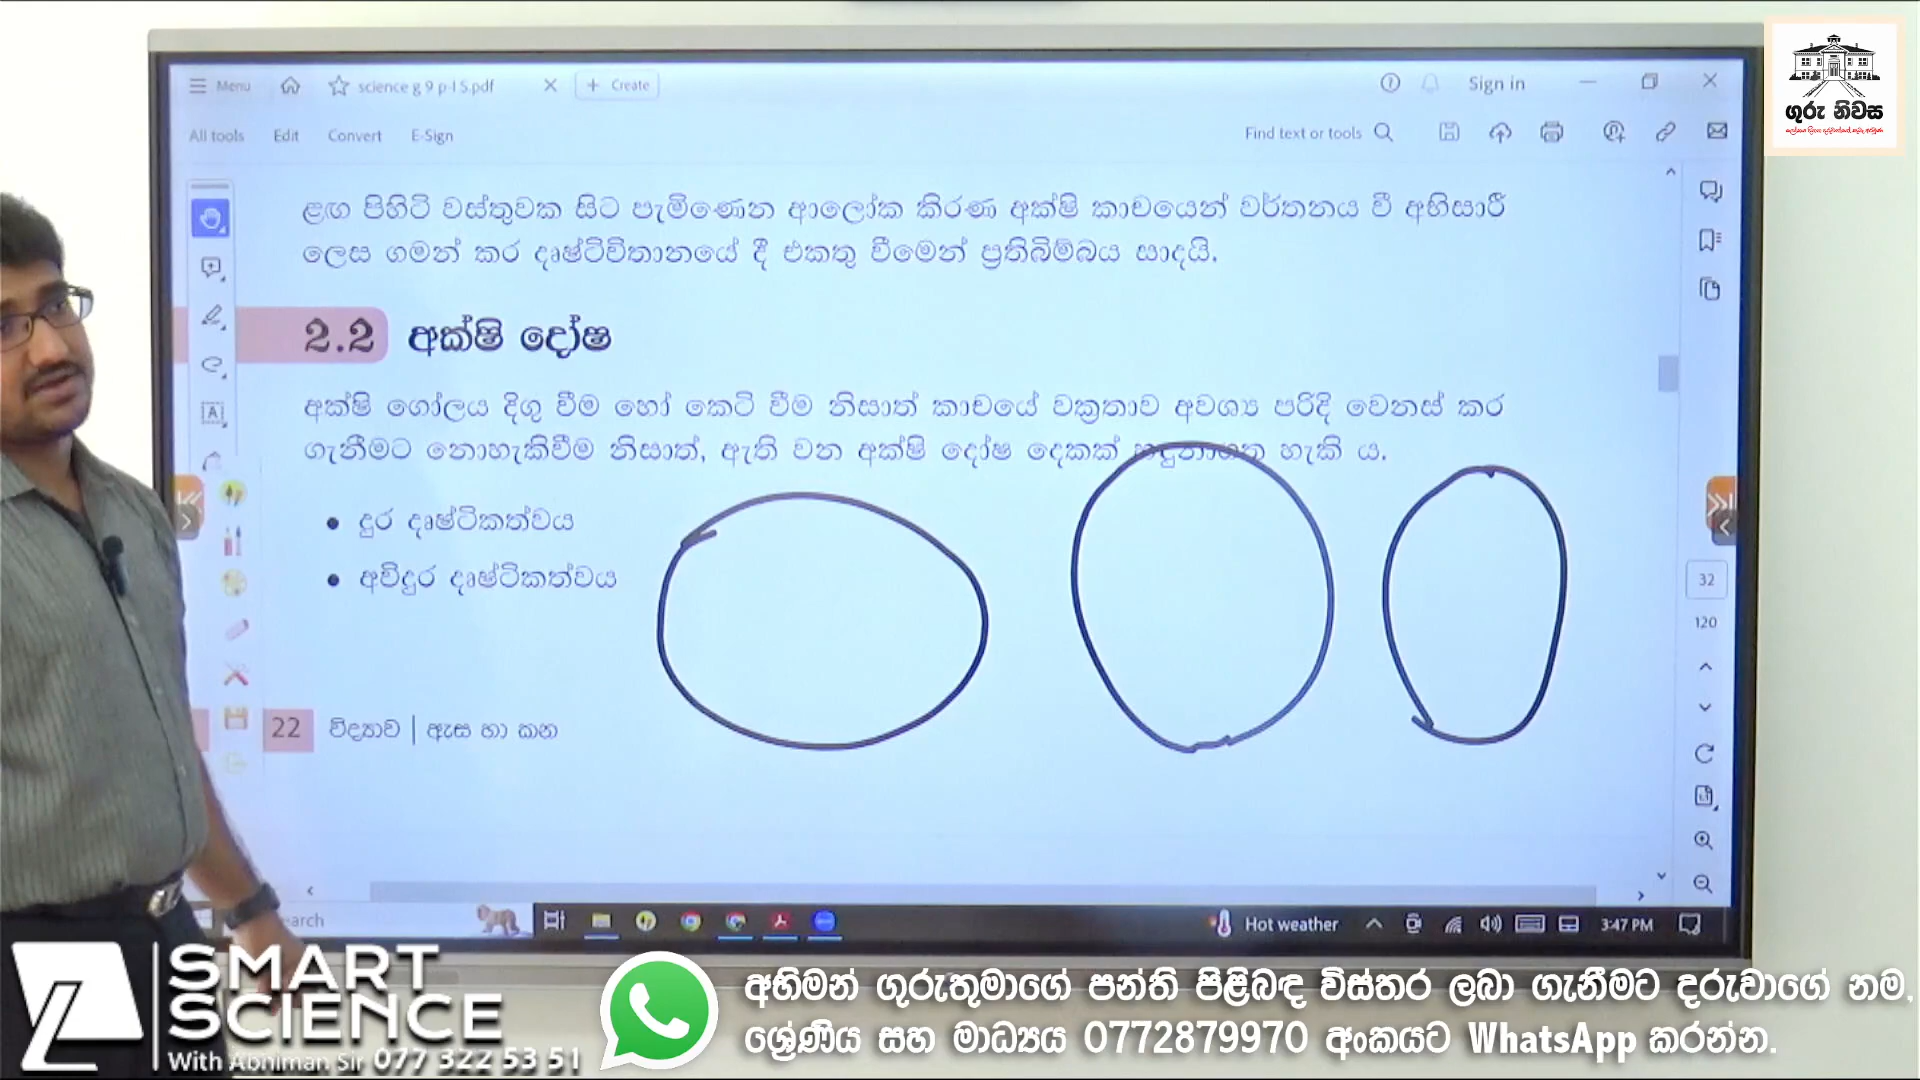 Menu
science g 9 p-I S.pdf
Create
Sign in
All tools Edit Convert E-Sign
Find text or tools
ගුරු නිවස
ළඟ පිහිටි වස්තුවක සිට පැමිණෙන ආලෝක කිරණ අක්ෂි කාචයෙන් වර්තනය වී අභිසාරී
ලෙස ගමන් කර දෘෂ්ටිවිතානයේ දී එකතු වීමෙන් ප්‍රතිබිම්බය සාදයි.
2.2 අක්ෂි දෝෂ
අක්ෂි ගෝලය දිගු වීම හෝ කෙටි වීම නිසාත් කාචයේ වක්‍රතාව අවශ්‍ය පරිදි වෙනස් කර
ගැනීමට නොහැකිවීම නිසාත්, ඇති වන අක්ෂි දෝෂ දෙකක් හඳුනාගත හැකි ය.
• දුර දෘෂ්ටිකත්වය
• අවිදුර දෘෂ්ටිකත්වය
32
120
22 විද්‍යාව | ඇස හා කන
earch
Hot weather
3:47 PM
SMART
SCIENCE
With Abhiman Sir 077 322 53 51
අභිමන් ගුරුතුමාගේ පන්ති පිළිබඳ විස්තර ලබා ගැනීමට දරුවාගේ නම,
ශ්‍රේණිය සහ මාධ්‍යය 0772879970 අංකයට WhatsApp කරන්න.